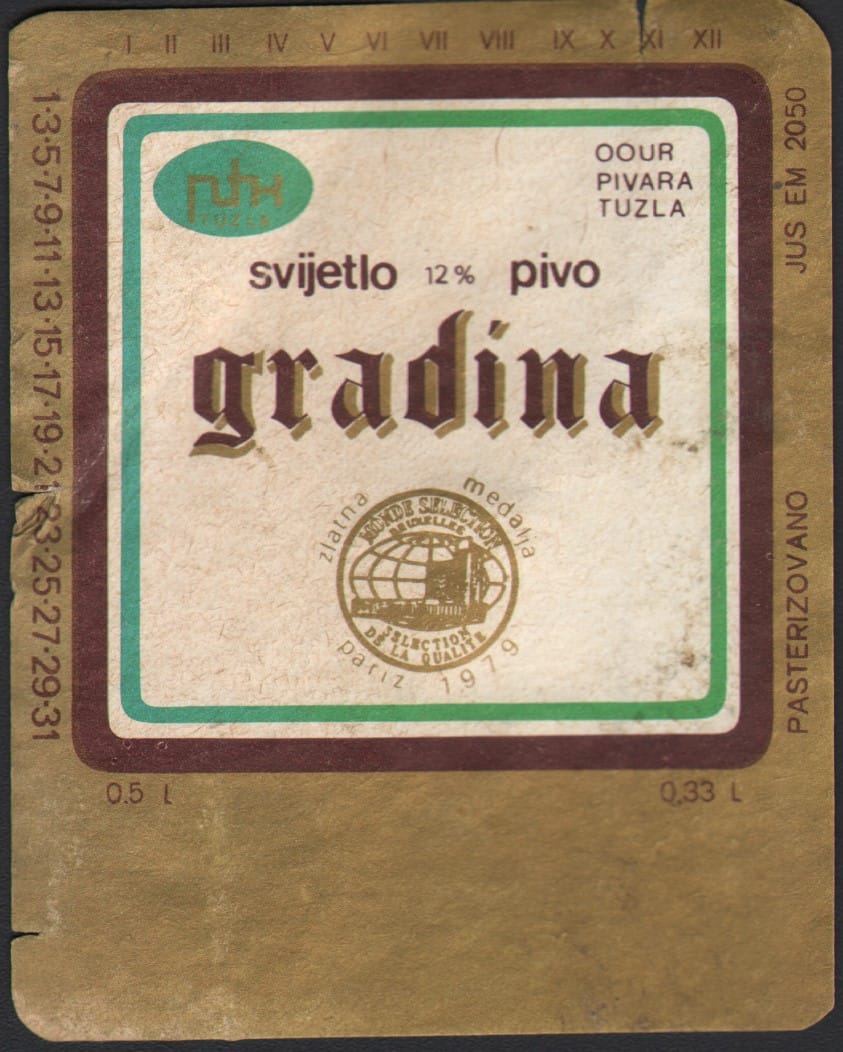 I II III IV V VI VII VIII IX X XI XII
1·3·5·7·9·11·13·15·17·19·21·23·25·27·29·31
TUZLA
OOUR
PIVARA
TUZLA
JUS EM 2050
svijetlo 12% pivo
gradina
zlatna medalja
MONDE SELECTION
BRUXELLES
SELECTION
DE LA QUALITE
pariz 1979
PASTERIZOVANO
0.5 L
0,33 L